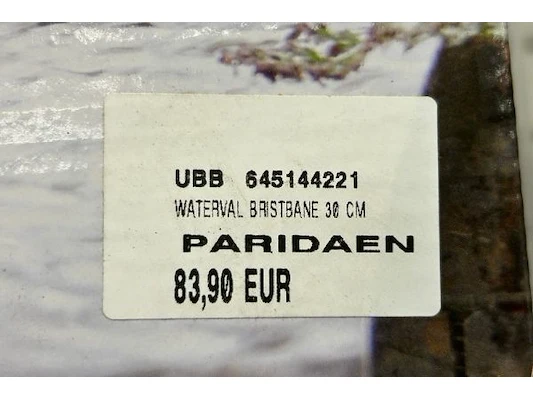 UBB 645144221
WATERVAL BRISTBANE 30 CM
PARIDAEN
83,90 EUR